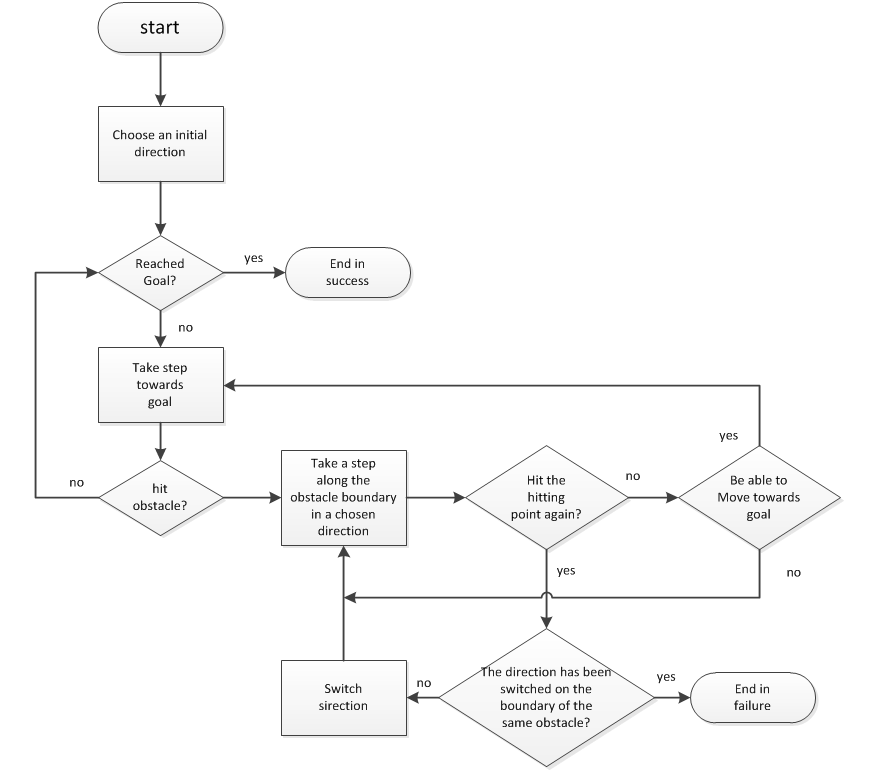 start
Choose an initial
direction
Reached
Goal?
yes
End in
success
no
Take step
towards
goal
hit
obstacle?
no
Take a step
along the
obstacle boundary
in a chosen
direction
Hit the
hitting
point again?
no
Be able to
Move towards
goal
yes
yes
no
The direction has been
switched on the
boundary of the
same obstacle?
no
Switch
sirection
yes
End in
failure